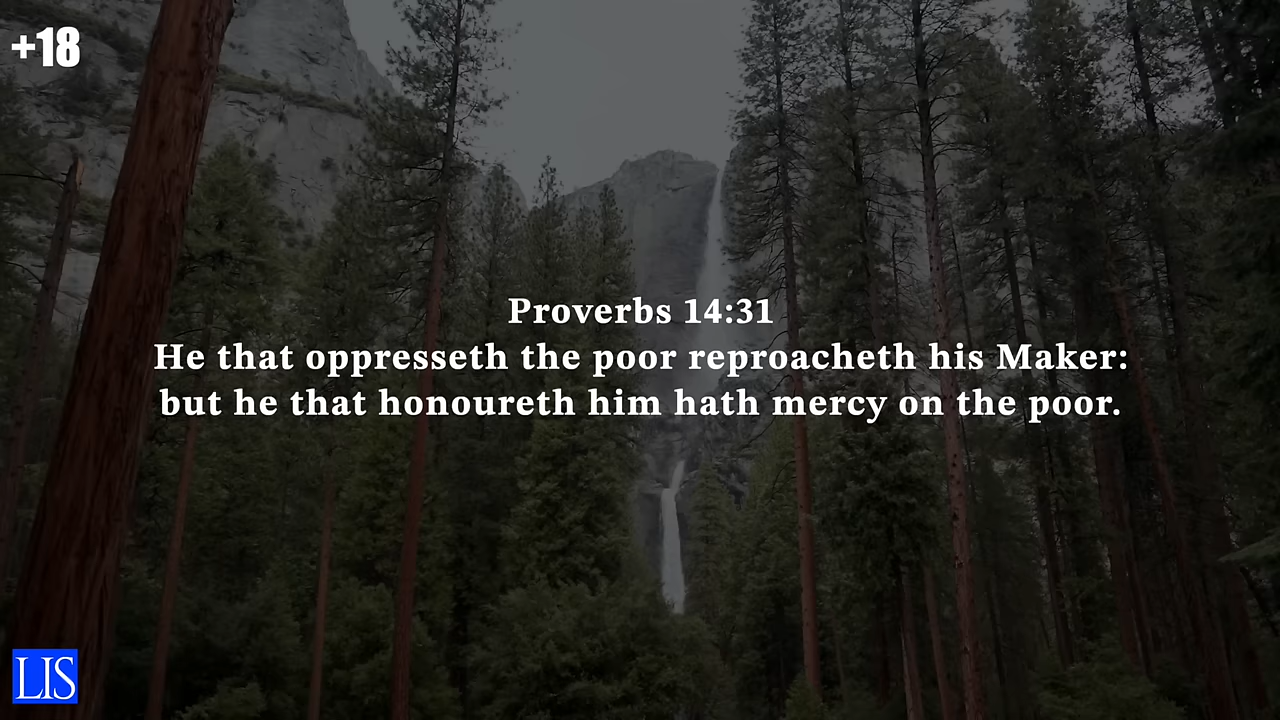 +18
Proverbs 14:31
He that oppresseth the poor reproacheth his Maker:
but he that honoureth him hath mercy on the poor.
LIS